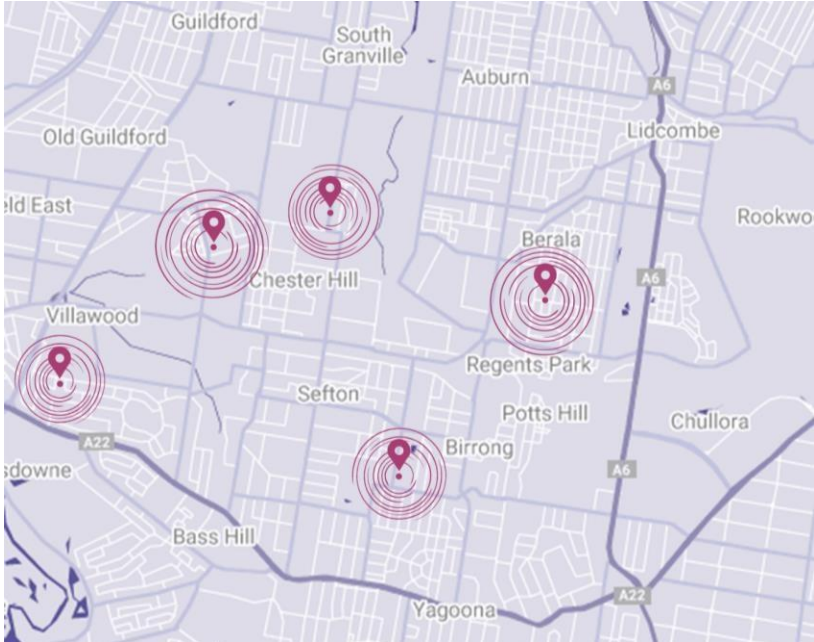 Guildford
South
Granville
Auburn
A6
Lidcombe
Old Guildford
eld East
Rookwo
Berala
Chester Hill
A6
Villawood
Regents Park
Sefton
Potts Hill
Chullora
A22
Birrong
sdowne
A6
Bass Hill
A22
Yagoona